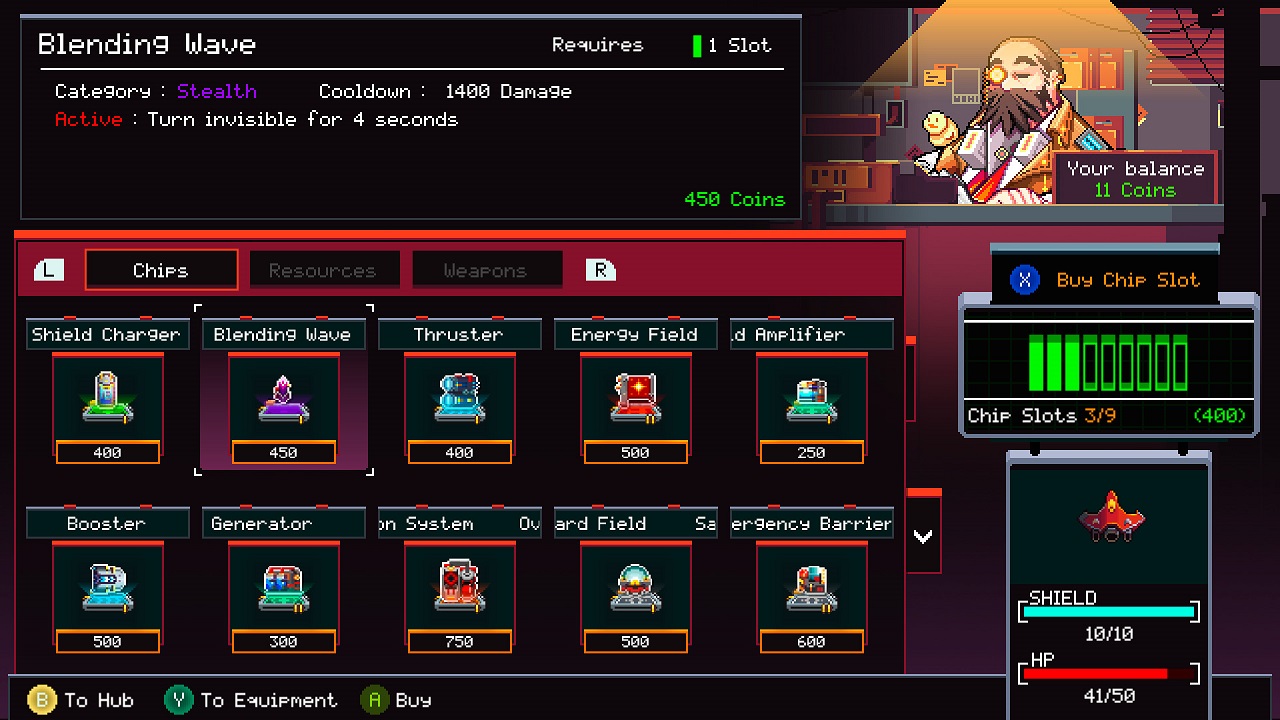 Blending Wave
Requires
1 Slot
Category : Stealth
Cooldown : 1400 Damage
Active : Turn invisible for 4 seconds
450 Coins
Your balance
11 Coins
L
Chips
Resources
Weapons
R
X Buy Chip Slot
Shield Charger
Blending Wave
Thruster
Energy Field
d Amplifier
400
450
400
500
250
Chip Slots 3/9
(400)
Booster
Generator
on System Ov
ard Field Sa
ergency Barrier
500
300
750
500
600
SHIELD
10/10
HP
41/50
B To Hub
Y To Equipment
A Buy